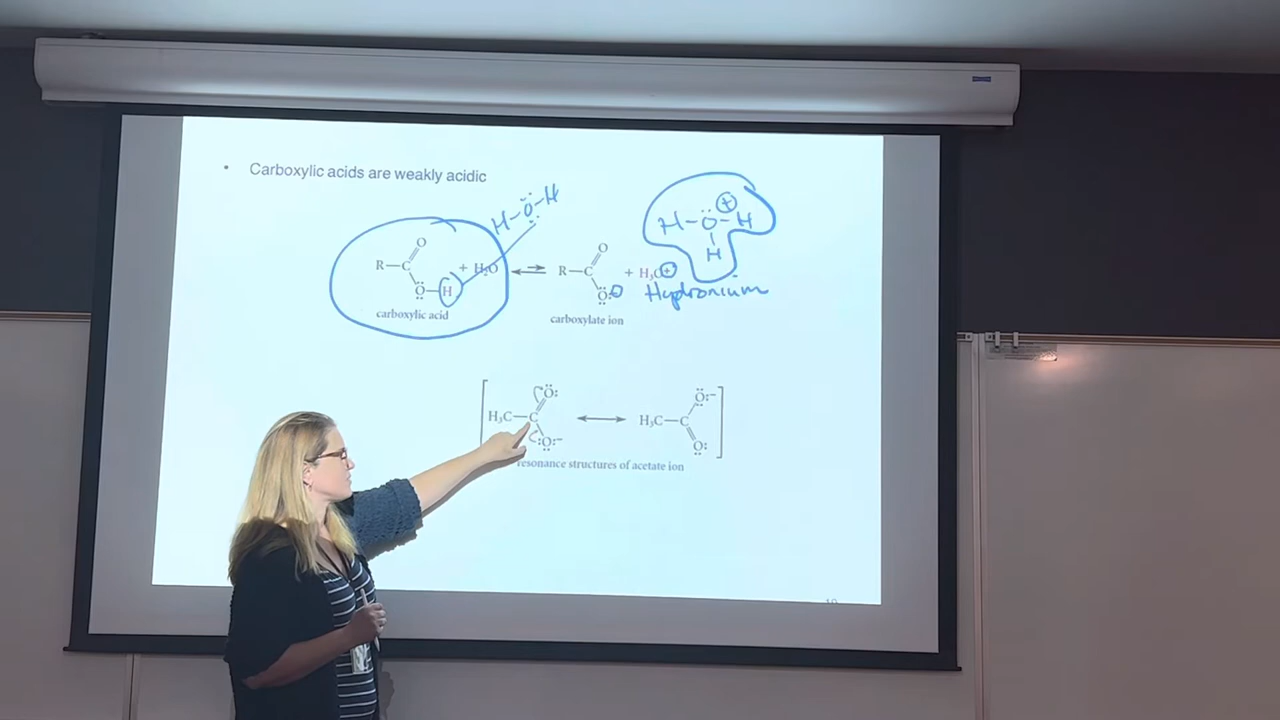 • Carboxylic acids are weakly acidic
H-Ö-H
H-Ö-H
⊕
H
O
R—C
Ö—H
+ H₂O
O
R—C
:Ö:⊖
+ H₃O⊕
Hydronium
carboxylic acid
carboxylate ion
Ö:
H₃C—C
:Ö:⁻
:Ö:⁻
H₃C—C
Ö:
resonance structures of acetate ion